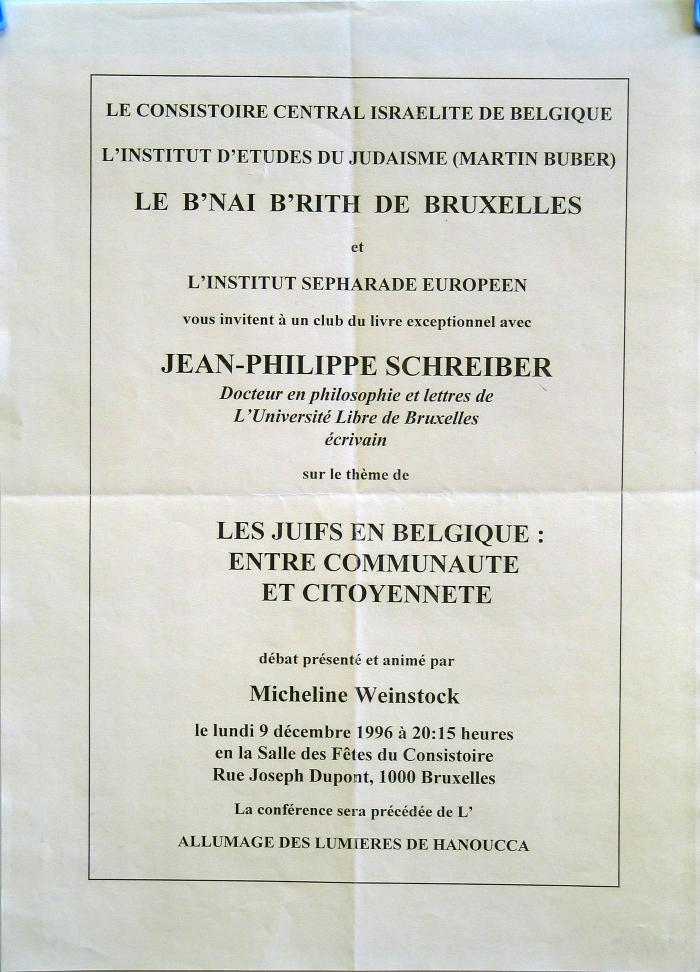 LE CONSISTOIRE CENTRAL ISRAELITE DE BELGIQUE
L'INSTITUT D'ETUDES DU JUDAISME (MARTIN BUBER)
LE B'NAI B'RITH DE BRUXELLES
et
L'INSTITUT SEPHARADE EUROPEEN
vous invitent à un club du livre exceptionnel avec
JEAN-PHILIPPE SCHREIBER
Docteur en philosophie et lettres de
L'Université Libre de Bruxelles
écrivain
sur le thème de
LES JUIFS EN BELGIQUE :
ENTRE COMMUNAUTE
ET CITOYENNETE
débat présenté et animé par
Micheline Weinstock
le lundi 9 décembre 1996 à 20:15 heures
en la Salle des Fêtes du Consistoire
Rue Joseph Dupont, 1000 Bruxelles
La conférence sera précédée de L'
ALLUMAGE DES LUMIERES DE HANOUCCA